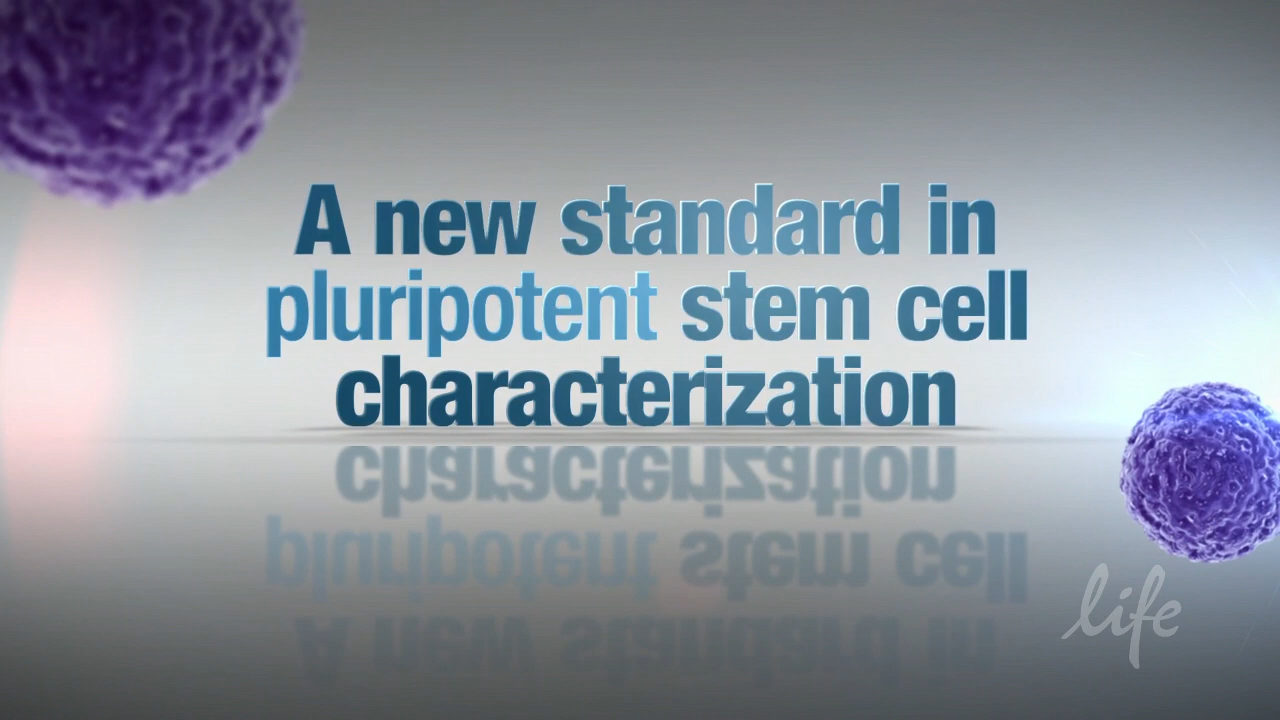 A new standard in
pluripotent stem cell
characterization
life